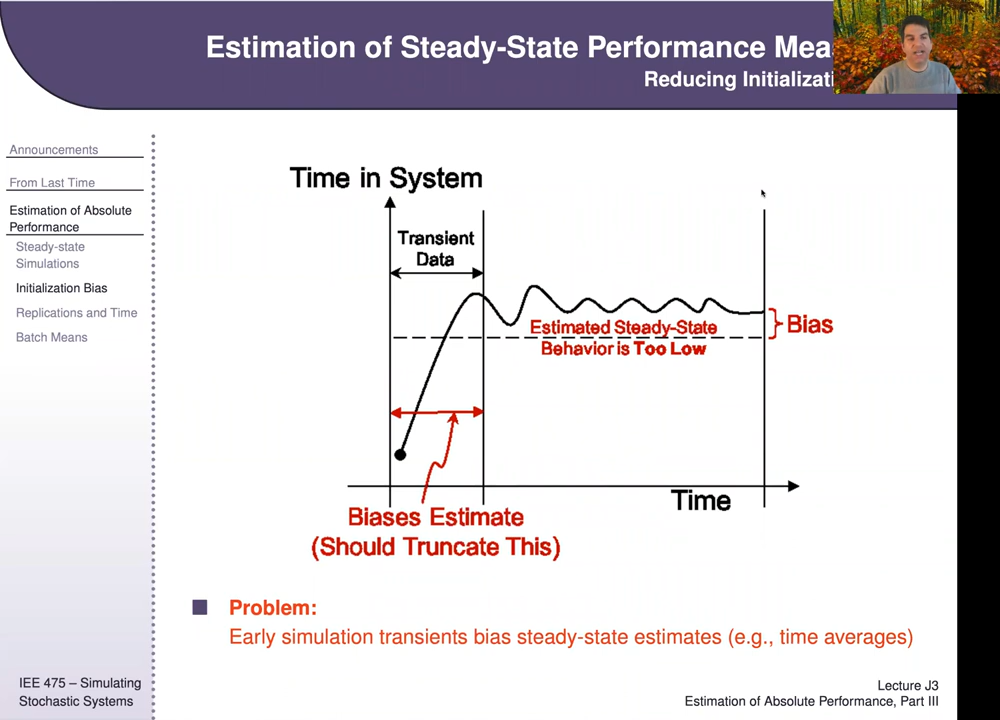 Estimation of Steady-State Performance
Reducing
Announcements
From Last Time
Estimation of Absolute
Performance
Steady-state
Simulations
Initialization Bias
Replications and Time
Batch Means
Time in System
Transient
Data
Estimated Steady-State
Behavior is Too Low
Bias
Time
Biases Estimate
(Should Truncate This)
Problem:
Early simulation transients bias steady-state estimates (e.g., time averages)
IEE 475 – Simulating
Stochastic Systems
Lecture J3
Estimation of Absolute Performance, Part III